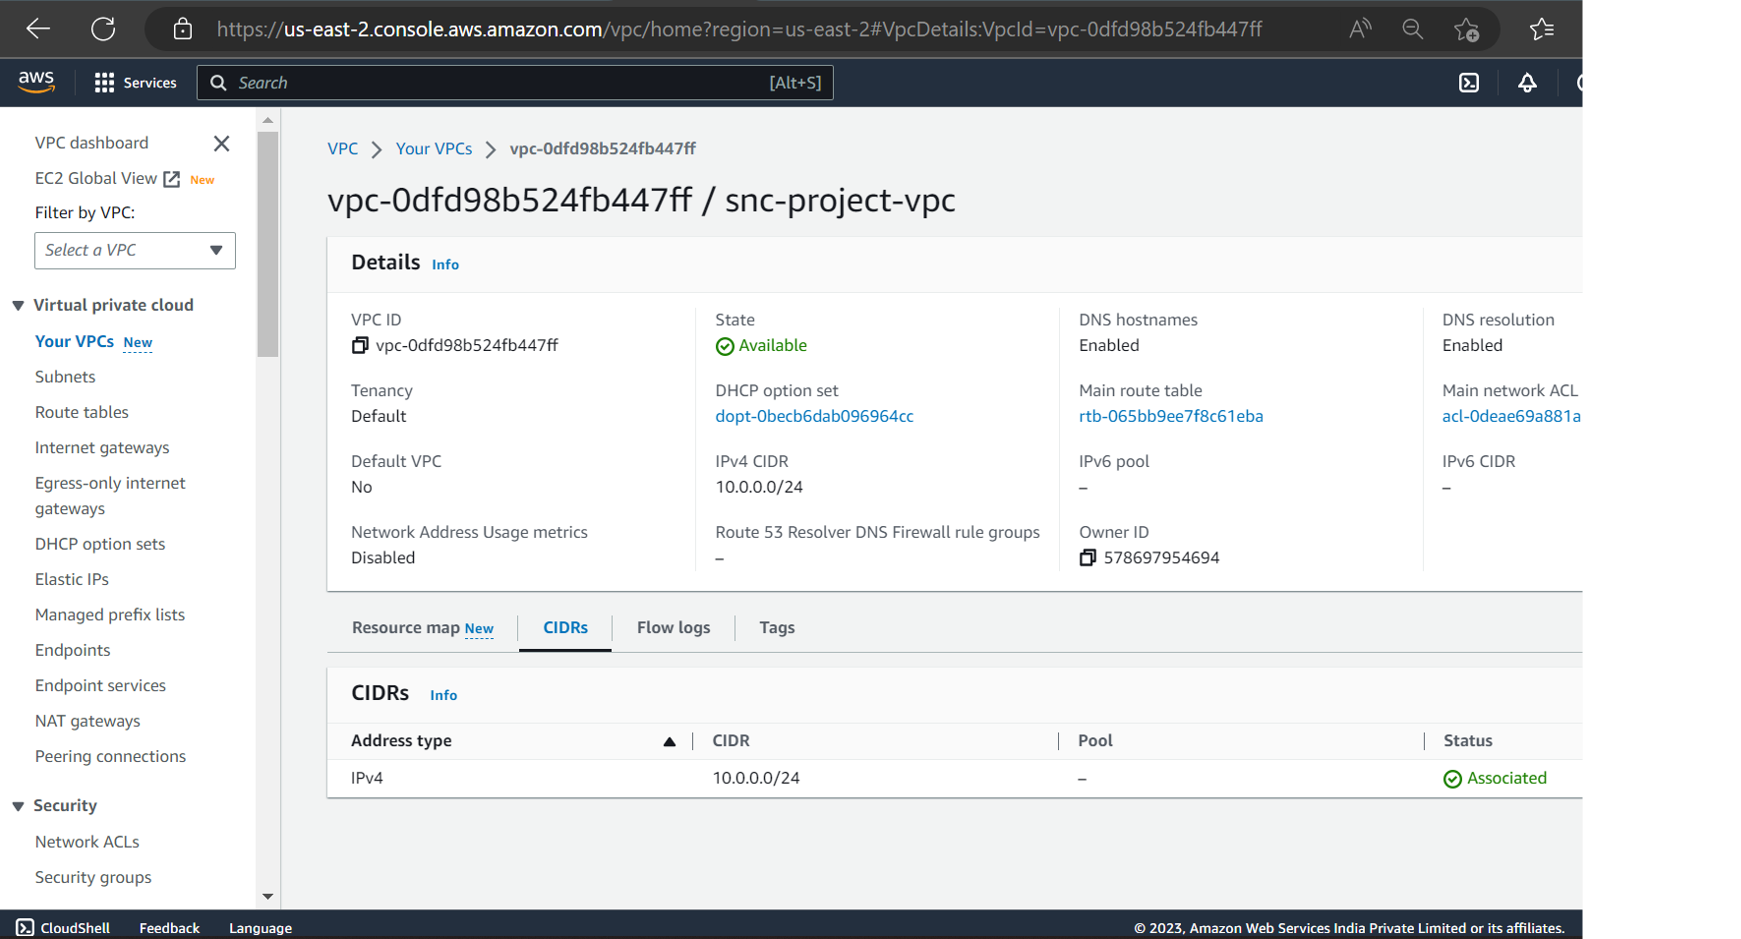 https://us-east-2.console.aws.amazon.com/vpc/home?region=us-east-2#VpcDetails:VpcId=vpc-0dfd98b524fb447ff
aws
Services
Search
[Alt+S]
VPC dashboard
EC2 Global View New
Filter by VPC:
Select a VPC
Virtual private cloud
Your VPCs New
Subnets
Route tables
Internet gateways
Egress-only internet
gateways
DHCP option sets
Elastic IPs
Managed prefix lists
Endpoints
Endpoint services
NAT gateways
Peering connections
Security
Network ACLs
Security groups
VPC > Your VPCs > vpc-0dfd98b524fb447ff
vpc-0dfd98b524fb447ff / snc-project-vpc
Details Info
VPC ID
vpc-0dfd98b524fb447ff
State
Available
DNS hostnames
Enabled
DNS resolution
Enabled
Tenancy
Default
DHCP option set
dopt-0becb6dab096964cc
Main route table
rtb-065bb9ee7f8c61eba
Main network ACL
acl-0deae69a881a
Default VPC
No
IPv4 CIDR
10.0.0.0/24
IPv6 pool
–
IPv6 CIDR
–
Network Address Usage metrics
Disabled
Route 53 Resolver DNS Firewall rule groups
–
Owner ID
578697954694
Resource map New
CIDRs
Flow logs
Tags
CIDRs Info
Address type
CIDR
Pool
Status
IPv4
10.0.0.0/24
–
Associated
CloudShell
Feedback
Language
© 2023, Amazon Web Services India Private Limited or its affiliates.